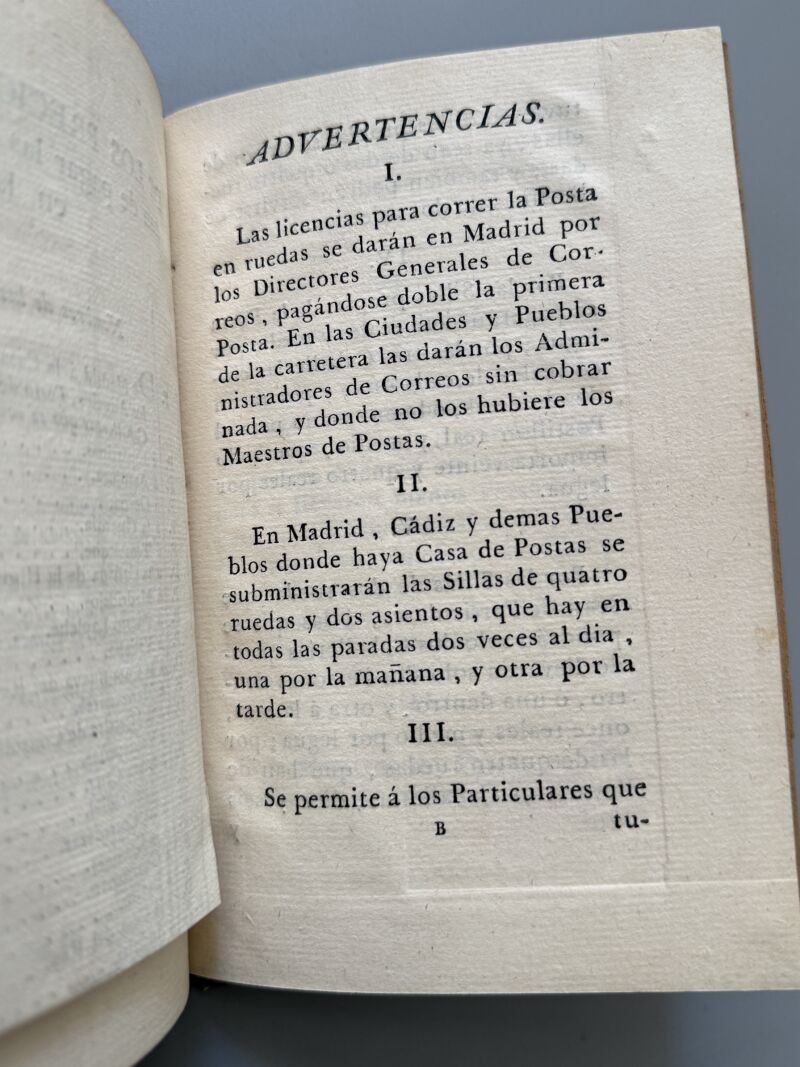 ADVERTENCIAS.
I.
Las licencias para correr la Posta
en ruedas se darán en Madrid por
los Directores Generales de Cor-
reos, pagándose doble la primera
Posta. En las Ciudades y Pueblos
de la carretera las darán los Admi-
nistradores de Correos sin cobrar
nada, y donde no los hubiere los
Maestros de Postas.
II.
En Madrid, Cádiz y demas Pue-
blos donde haya Casa de Postas se
subministrarán las Sillas de quatro
ruedas y dos asientos, que hay en
todas las paradas dos veces al dia,
una por la mañana, y otra por la
tarde.
III.
Se permite á los Particulares que
B
tu-